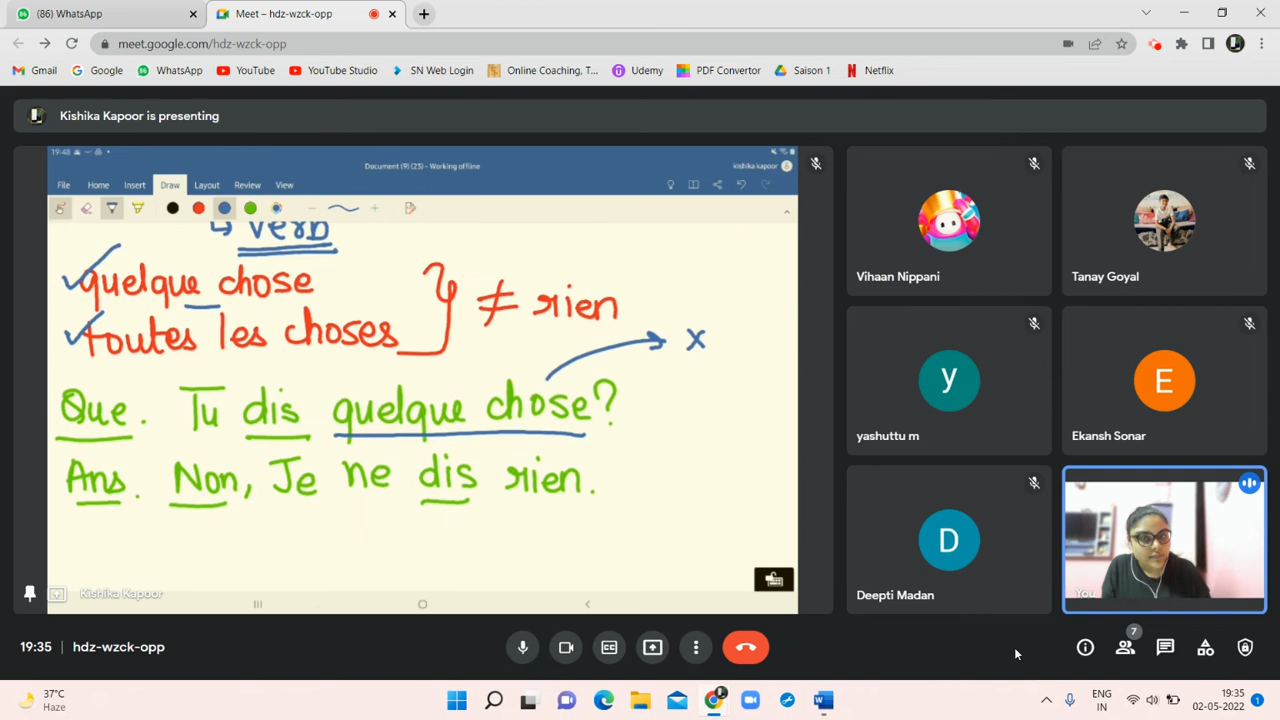 (86) WhatsApp
Meet – hdz-wzck-opp
meet.google.com/hdz-wzck-opp
Gmail Google WhatsApp YouTube YouTube Studio SN Web Login Online Coaching, T... Udemy PDF Convertor Saison 1 Netflix
Kishika Kapoor is presenting
19:48
Document (9) (23) - Working offline
kishika kapoor
File Home Insert Draw Layout Review View
↳ verb
quelque chose
toutes les choses
≠ rien
x
Que. Tu dis quelque chose?
Ans. Non, Je ne dis rien.
Kishika Kapoor
Vihaan Nippani
Tanay Goyal
y
yashuttu m
E
Ekansh Sonar
D
Deepti Madan
You
19:35 hdz-wzck-opp
CC
7
37°C
Haze
ENG
IN
19:35
02-05-2022
1